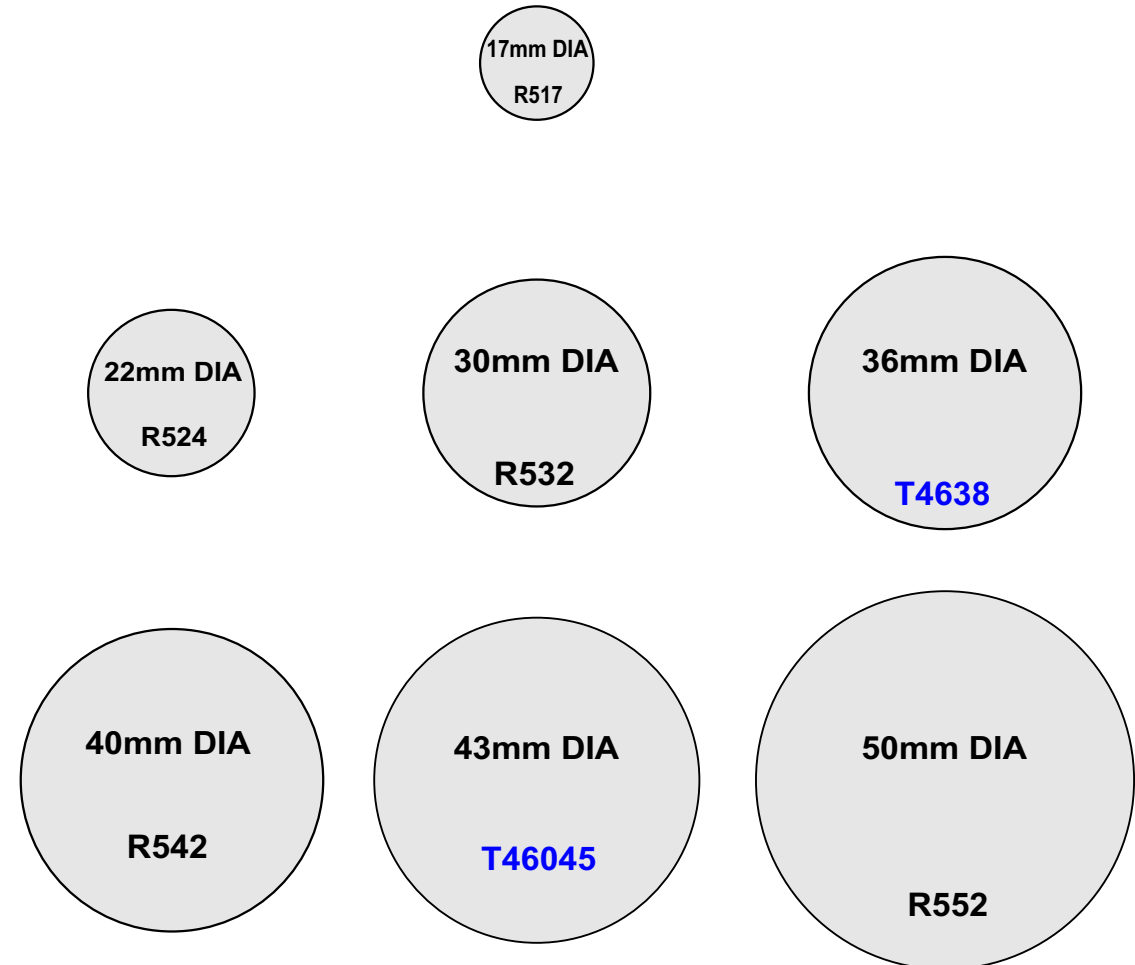 17mm DIA
R517
22mm DIA
R524
30mm DIA
R532
36mm DIA
T4638
40mm DIA
R542
43mm DIA
T46045
50mm DIA
R552